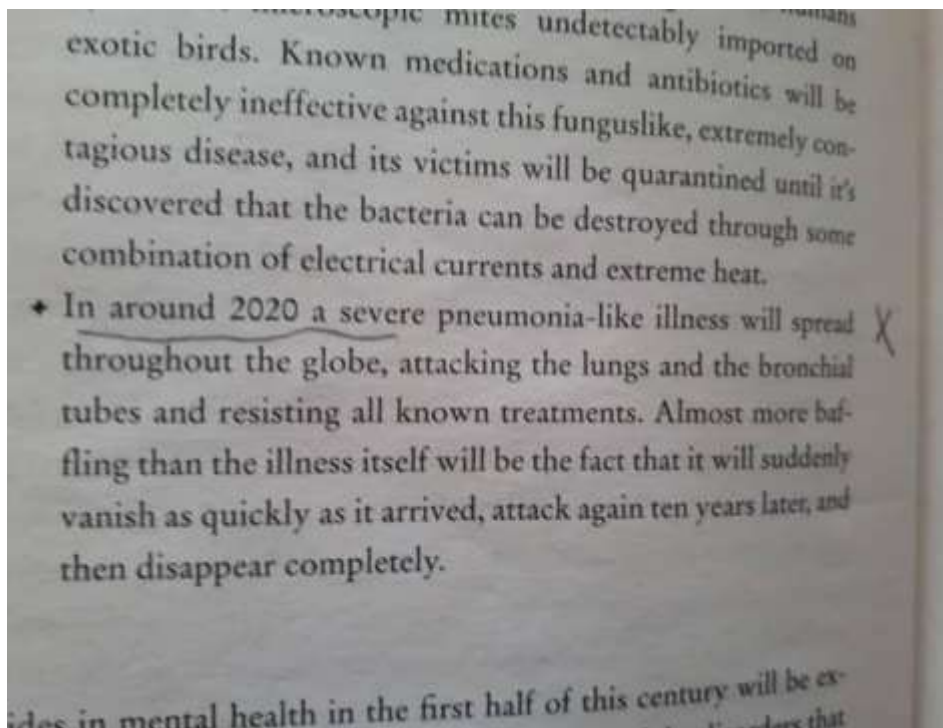 mites undetectably imported on
exotic birds. Known medications and antibiotics will be
completely ineffective against this funguslike, extremely con-
tagious disease, and its victims will be quarantined until it's
discovered that the bacteria can be destroyed through some
combination of electrical currents and extreme heat.
In around 2020 a severe pneumonia-like illness will spread
throughout the globe, attacking the lungs and the bronchial
tubes and resisting all known treatments. Almost more baf-
fling than the illness itself will be the fact that it will suddenly
vanish as quickly as it arrived, attack again ten years later, and
then disappear completely.
in mental health in the first half of this century will be ex-
that